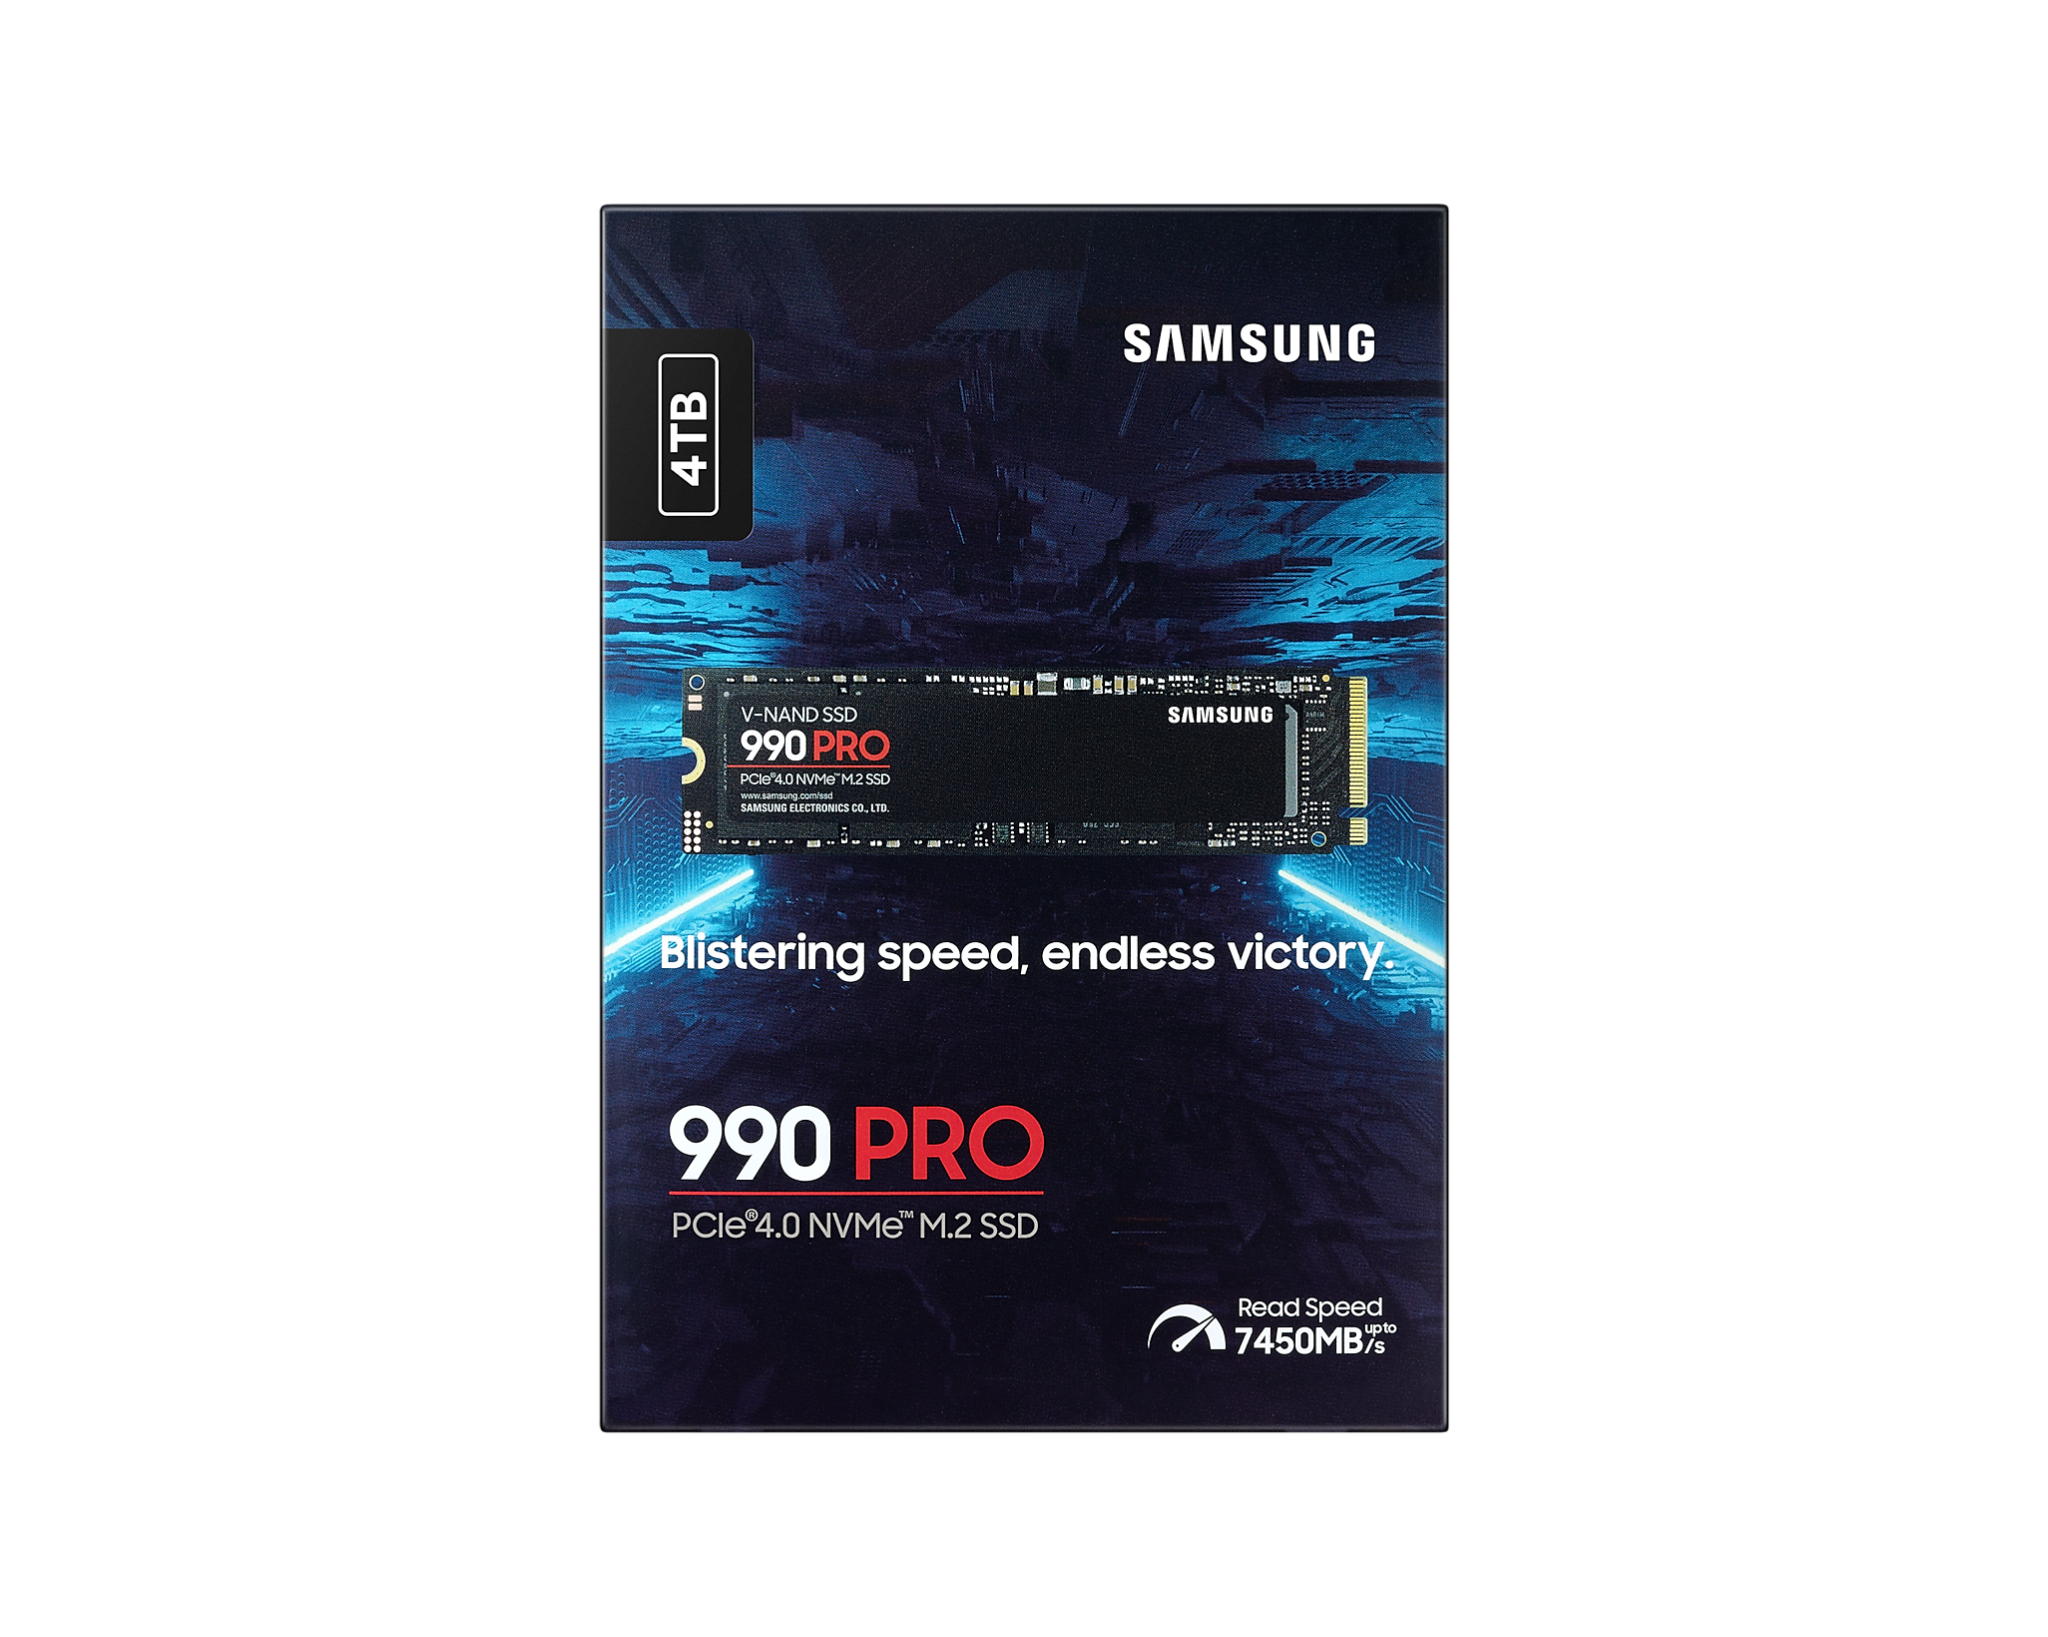 SAMSUNG
4TB
V-NAND SSD
990 PRO
PCIe®4.0 NVMe™ M.2 SSD
www.samsung.com/ssd
SAMSUNG ELECTRONICS CO., LTD.
SAMSUNG
Blistering speed, endless victory.
990 PRO
PCIe®4.0 NVMe™ M.2 SSD
Read Speed
7450MB/s up to